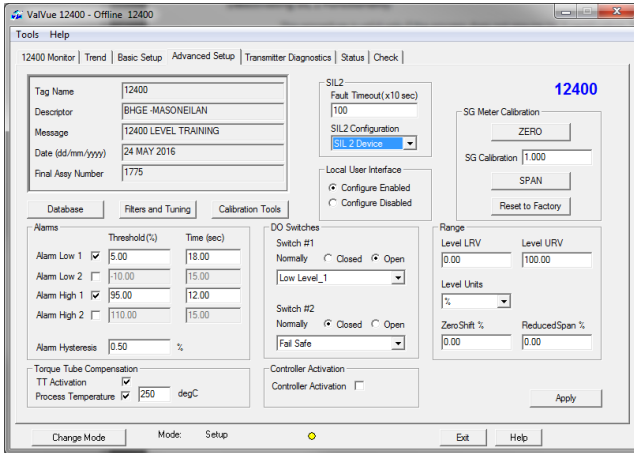 ValVue 12400 - Offline 12400
Tools Help
12400 Monitor Trend Basic Setup Advanced Setup Transmitter Diagnostics Status Check
12400
Tag Name 12400
Descriptor BHGE -MASONEILAN
Message 12400 LEVEL TRAINING
Date (dd/mm/yyyy) 24 MAY 2016
Final Assy Number 1775
Database Filters and Tuning Calibration Tools
SIL2
Fault Timeout(x10 sec)
100
SIL2 Configuration
SIL 2 Device
Local User Interface
Configure Enabled
Configure Disabled
SG Meter Calibration
ZERO
SG Calibration 1.000
SPAN
Reset to Factory
Alarms
Threshold (%) Time (sec)
Alarm Low 1 5.00 18.00
Alarm Low 2 -10.00 15.00
Alarm High 1 95.00 12.00
Alarm High 2 110.00 15.00
Alarm Hysteresis 0.50 %
DO Switches
Switch #1
Normally Closed Open
Low Level_1
Switch #2
Normally Closed Open
Fail Safe
Range
Level LRV Level URV
0.00 100.00
Level Units
%
ZeroShift % ReducedSpan %
0.00 0.00
Torque Tube Compensation
TT Activation
Process Temperature 250 degC
Controller Activation
Controller Activation
Apply
Change Mode Mode: Setup Exit Help